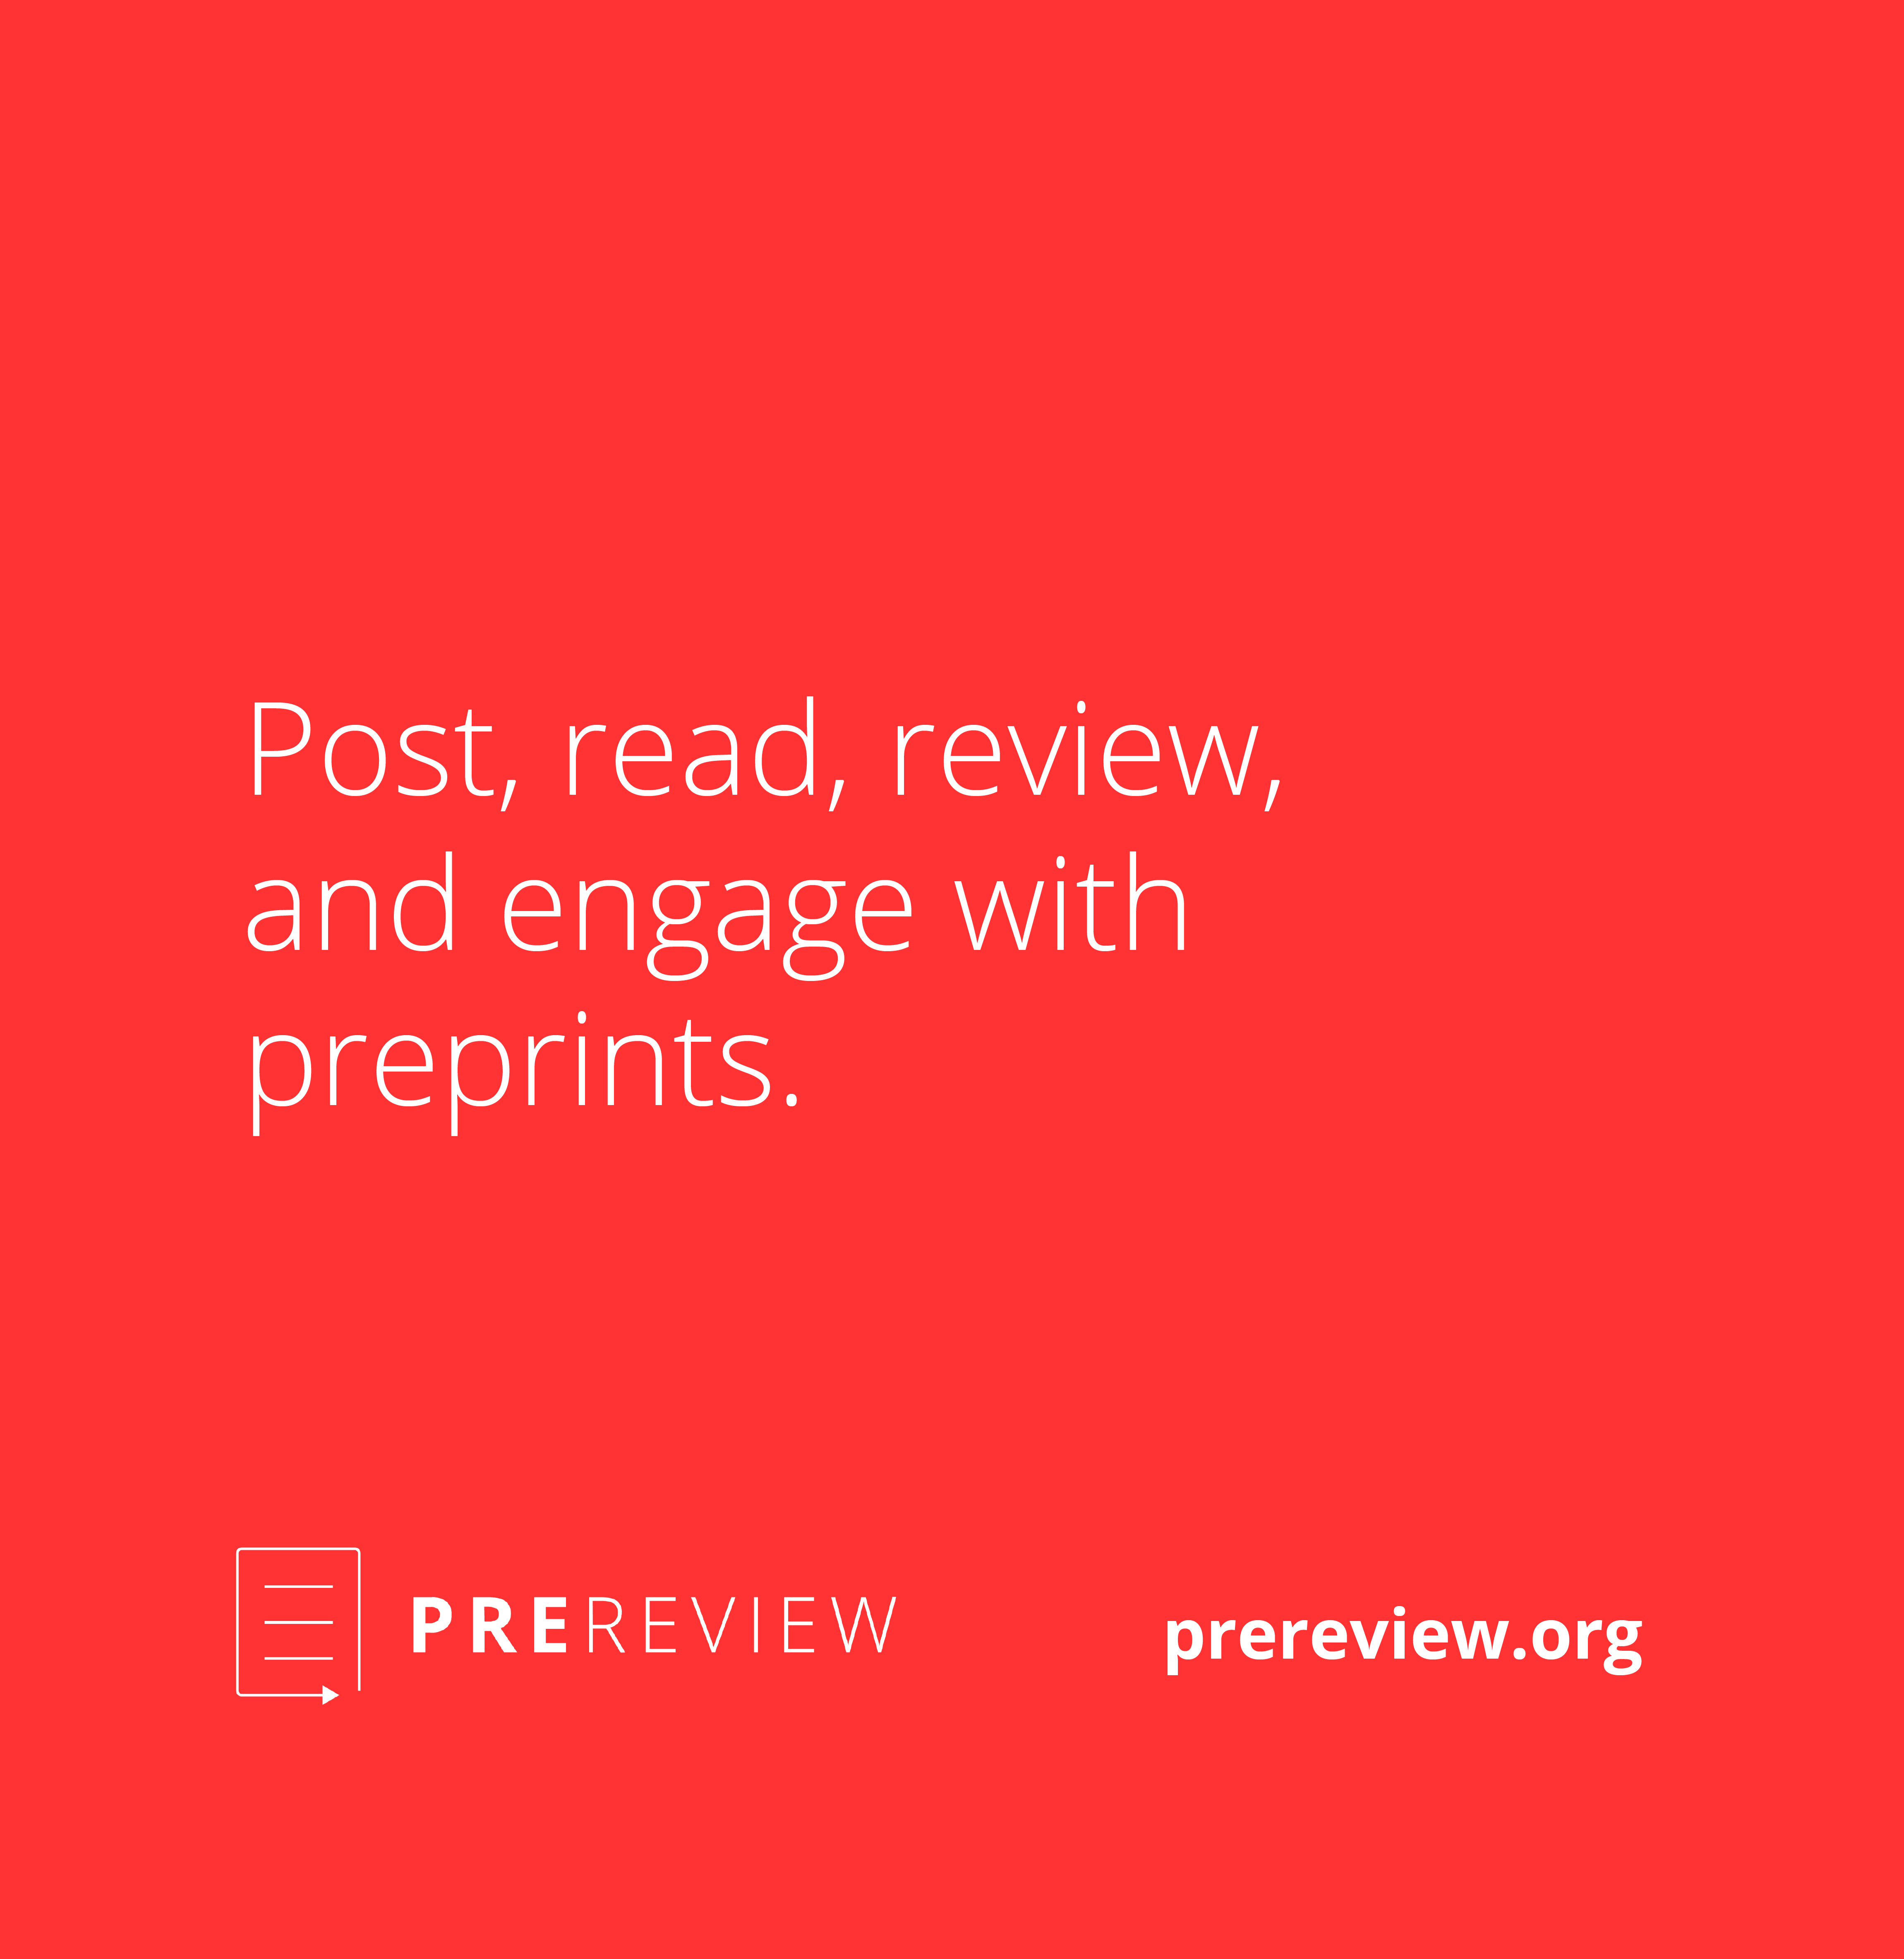 Post, read, review,
and engage with
preprints.
PREREVIEW
prereview.org